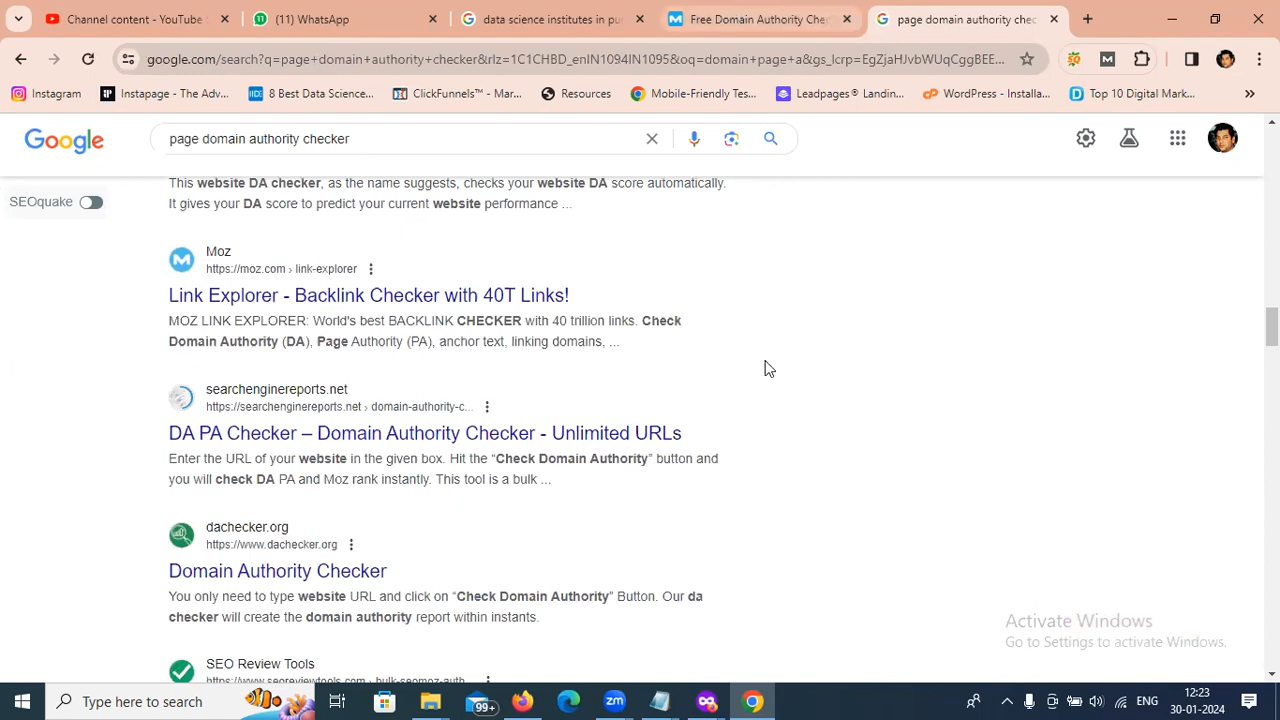 Channel content - YouTube
(11) WhatsApp
data science institutes in pu
Free Domain Authority Chec
page domain authority chec
google.com/search?q=page+domain+authority+checker&rlz=1C1CHBD_enIN1094IN1095&oq=domain+page+a&gs_lcrp=EgZjaHJvbWUqCggBEE...
Instagram
Instapage - The Adv...
8 Best Data Science...
ClickFunnels™ - Mar...
Resources
Mobile-Friendly Tes...
Leadpages® Landin...
WordPress - Installa...
Top 10 Digital Mark...
Google
page domain authority checker
SEOquake
This website DA checker, as the name suggests, checks your website DA score automatically.
It gives your DA score to predict your current website performance ...
Moz
https://moz.com › link-explorer
Link Explorer - Backlink Checker with 40T Links!
MOZ LINK EXPLORER: World's best BACKLINK CHECKER with 40 trillion links. Check
Domain Authority (DA), Page Authority (PA), anchor text, linking domains, ...
searchenginereports.net
https://searchenginereports.net › domain-authority-c...
DA PA Checker – Domain Authority Checker - Unlimited URLs
Enter the URL of your website in the given box. Hit the “Check Domain Authority” button and
you will check DA PA and Moz rank instantly. This tool is a bulk ...
dachecker.org
https://www.dachecker.org
Domain Authority Checker
You only need to type website URL and click on “Check Domain Authority” Button. Our da
checker will create the domain authority report within instants.
SEO Review Tools
https://www.seoreviewtools.com › bulk-seomoz-auth...
Activate Windows
Go to Settings to activate Windows.
Type here to search
99+
ENG
12:23
30-01-2024